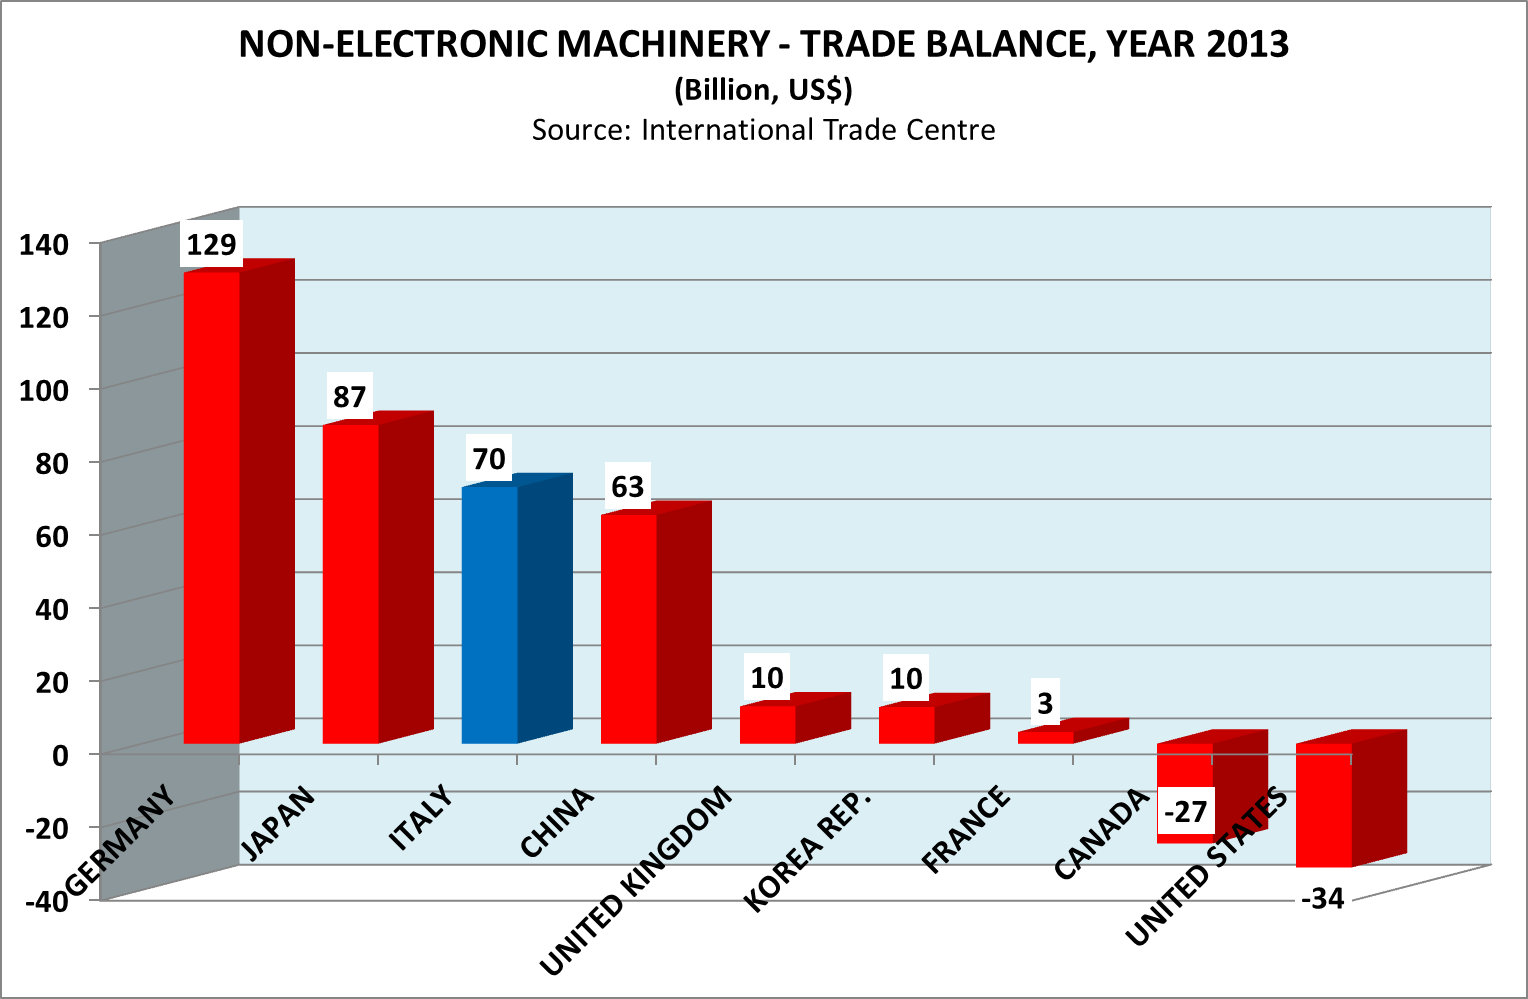 NON-ELECTRONIC MACHINERY - TRADE BALANCE, YEAR 2013
(Billion, US$)
Source: International Trade Centre
140
120
100
80
60
40
20
0
-20
-40
129
87
70
63
10
10
3
-27
-34
GERMANY
JAPAN
ITALY
CHINA
UNITED KINGDOM
KOREA REP.
FRANCE
CANADA
UNITED STATES